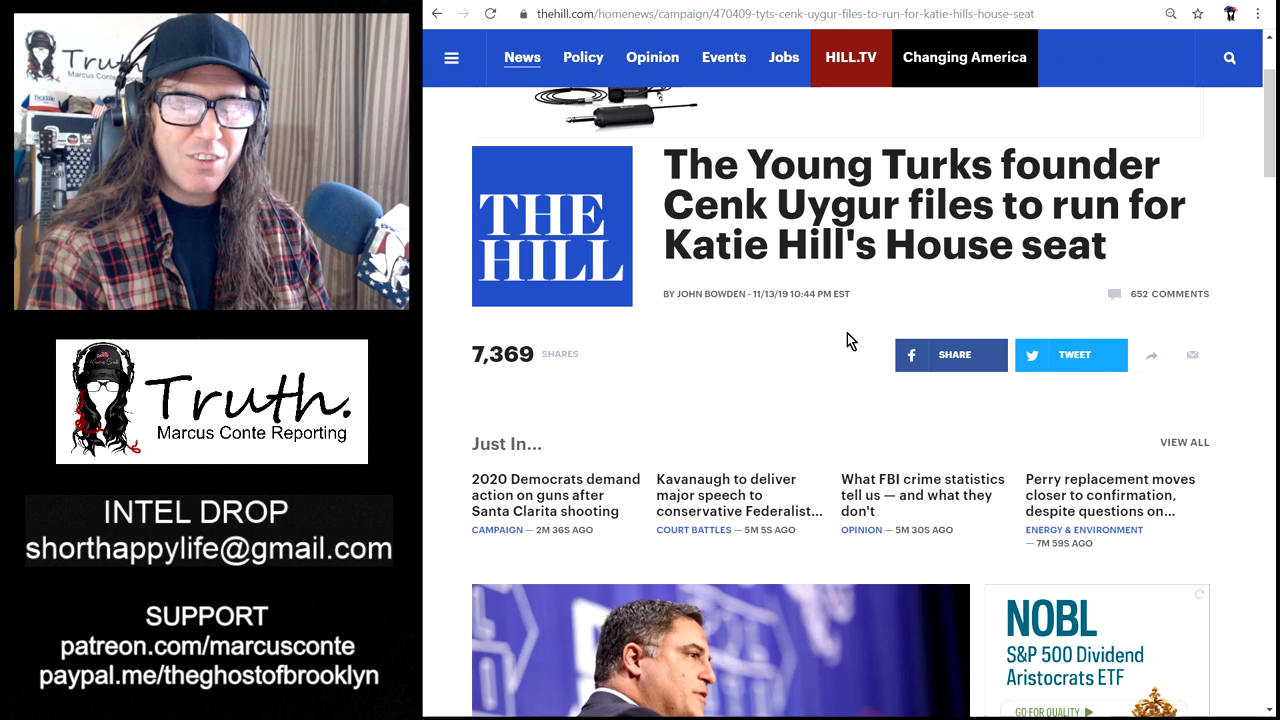 Truth.
Marcus Conte
thehill.com/homenews/campaign/470409-tyts-cenk-uygur-files-to-run-for-katie-hills-house-seat
News
Policy
Opinion
Events
Jobs
HILL.TV
Changing America
THE
HILL
The Young Turks founder
Cenk Uygur files to run for
Katie Hill's House seat
BY JOHN BOWDEN - 11/13/19 10:44 PM EST
652 COMMENTS
7,369 SHARES
SHARE
TWEET
Truth.
Marcus Conte Reporting
Just In...
VIEW ALL
2020 Democrats demand
action on guns after
Santa Clarita shooting
CAMPAIGN — 2M 36S AGO
Kavanaugh to deliver
major speech to
conservative Federalist...
COURT BATTLES — 5M 5S AGO
What FBI crime statistics
tell us — and what they
don't
OPINION — 5M 30S AGO
Perry replacement moves
closer to confirmation,
despite questions on...
ENERGY & ENVIRONMENT
— 7M 59S AGO
INTEL DROP
shorthappylife@gmail.com
SUPPORT
patreon.com/marcusconte
paypal.me/theghostofbrooklyn
NOBL
S&P 500 Dividend
Aristocrats ETF
GO FOR QUALITY